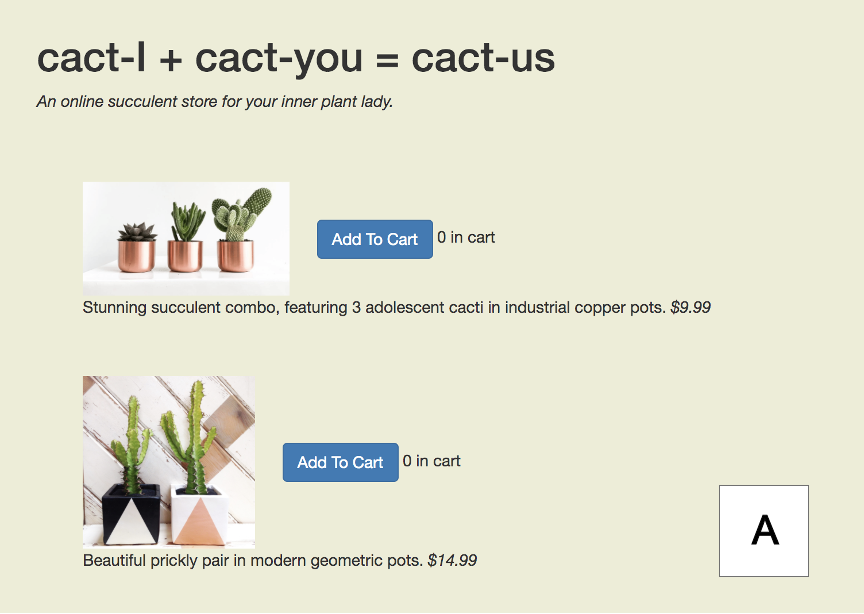 cact-I + cact-you = cact-us
An online succulent store for your inner plant lady.
Add To Cart 0 in cart
Stunning succulent combo, featuring 3 adolescent cacti in industrial copper pots. $9.99
Add To Cart 0 in cart
A
Beautiful prickly pair in modern geometric pots. $14.99